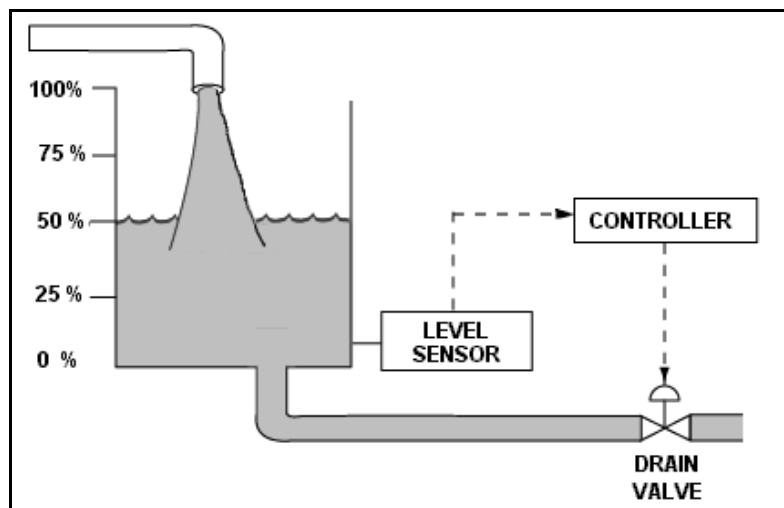 100%
75 %
50 %
25 %
0 %
LEVEL
SENSOR
CONTROLLER
DRAIN
VALVE